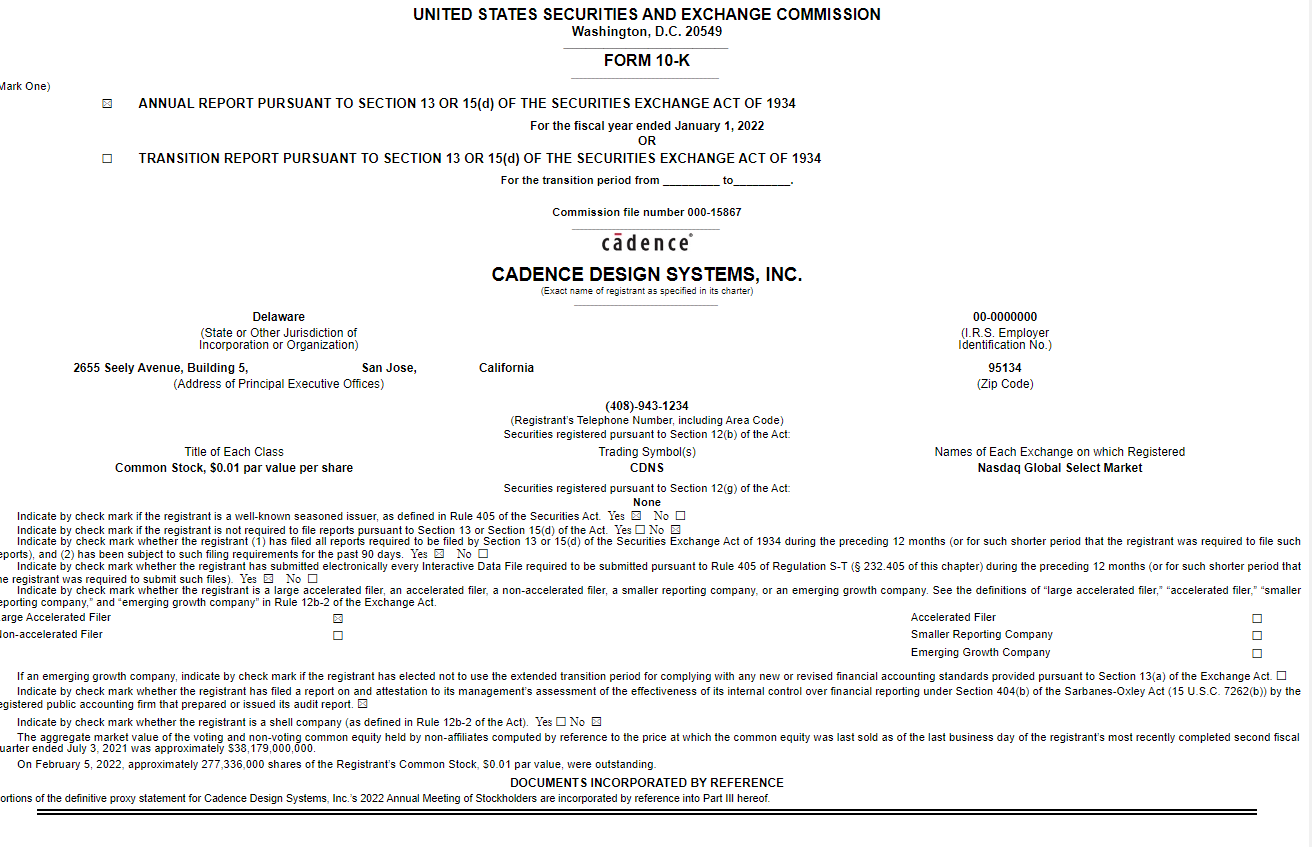 UNITED STATES SECURITIES AND EXCHANGE COMMISSION
Washington, D.C. 20549
FORM 10-K
Mark One)
☒ ANNUAL REPORT PURSUANT TO SECTION 13 OR 15(d) OF THE SECURITIES EXCHANGE ACT OF 1934
For the fiscal year ended January 1, 2022
OR
☐ TRANSITION REPORT PURSUANT TO SECTION 13 OR 15(d) OF THE SECURITIES EXCHANGE ACT OF 1934
For the transition period from _________ to_________.
Commission file number 000-15867
cādence®
CADENCE DESIGN SYSTEMS, INC.
(Exact name of registrant as specified in its charter)
Delaware 00-0000000
(State or Other Jurisdiction of (I.R.S. Employer
Incorporation or Organization) Identification No.)
2655 Seely Avenue, Building 5, San Jose, California 95134
(Address of Principal Executive Offices) (Zip Code)
(408)-943-1234
(Registrant's Telephone Number, including Area Code)
Securities registered pursuant to Section 12(b) of the Act:
Title of Each Class Trading Symbol(s) Names of Each Exchange on which Registered
Common Stock, $0.01 par value per share CDNS Nasdaq Global Select Market
Securities registered pursuant to Section 12(g) of the Act:
None
Indicate by check mark if the registrant is a well-known seasoned issuer, as defined in Rule 405 of the Securities Act. Yes ☒ No ☐
Indicate by check mark if the registrant is not required to file reports pursuant to Section 13 or Section 15(d) of the Act. Yes ☐ No ☒
Indicate by check mark whether the registrant (1) has filed all reports required to be filed by Section 13 or 15(d) of the Securities Exchange Act of 1934 during the preceding 12 months (or for such shorter period that the registrant was required to file such
eports), and (2) has been subject to such filing requirements for the past 90 days. Yes ☒ No ☐
Indicate by check mark whether the registrant has submitted electronically every Interactive Data File required to be submitted pursuant to Rule 405 of Regulation S-T (§ 232.405 of this chapter) during the preceding 12 months (or for such shorter period that
he registrant was required to submit such files). Yes ☒ No ☐
Indicate by check mark whether the registrant is a large accelerated filer, an accelerated filer, a non-accelerated filer, a smaller reporting company, or an emerging growth company. See the definitions of "large accelerated filer," "accelerated filer," "smaller
eporting company," and "emerging growth company" in Rule 12b-2 of the Exchange Act.
arge Accelerated Filer ☒ Accelerated Filer ☐
Non-accelerated Filer ☐ Smaller Reporting Company ☐
Emerging Growth Company ☐
If an emerging growth company, indicate by check mark if the registrant has elected not to use the extended transition period for complying with any new or revised financial accounting standards provided pursuant to Section 13(a) of the Exchange Act. ☐
Indicate by check mark whether the registrant has filed a report on and attestation to its management's assessment of the effectiveness of its internal control over financial reporting under Section 404(b) of the Sarbanes-Oxley Act (15 U.S.C. 7262(b)) by the
egistered public accounting firm that prepared or issued its audit report. ☒
Indicate by check mark whether the registrant is a shell company (as defined in Rule 12b-2 of the Act). Yes ☐ No ☒
The aggregate market value of the voting and non-voting common equity held by non-affiliates computed by reference to the price at which the common equity was last sold as of the last business day of the registrant's most recently completed second fiscal
uarter ended July 3, 2021 was approximately $38,179,000,000.
On February 5, 2022, approximately 277,336,000 shares of the Registrant's Common Stock, $0.01 par value, were outstanding.
DOCUMENTS INCORPORATED BY REFERENCE
ortions of the definitive proxy statement for Cadence Design Systems, Inc.'s 2022 Annual Meeting of Stockholders are incorporated by reference into Part III hereof.